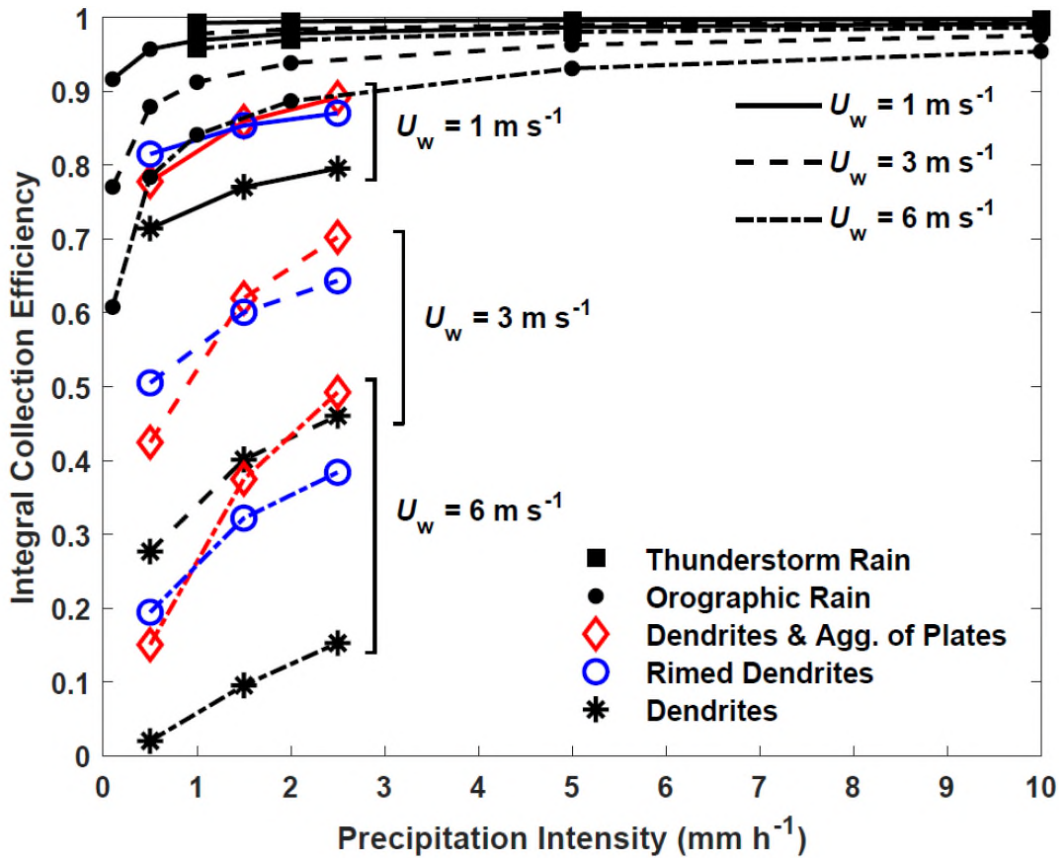 1
0.9
0.8
0.7
0.6
0.5
0.4
0.3
0.2
0.1
0
Integral Collection Efficiency
U_w = 1 m s⁻¹
U_w = 3 m s⁻¹
U_w = 6 m s⁻¹
U_w = 1 m s⁻¹
U_w = 3 m s⁻¹
U_w = 6 m s⁻¹
Thunderstorm Rain
Orographic Rain
Dendrites & Agg. of Plates
Rimed Dendrites
Dendrites
0 1 2 3 4 5 6 7 8 9 10
Precipitation Intensity (mm h⁻¹)